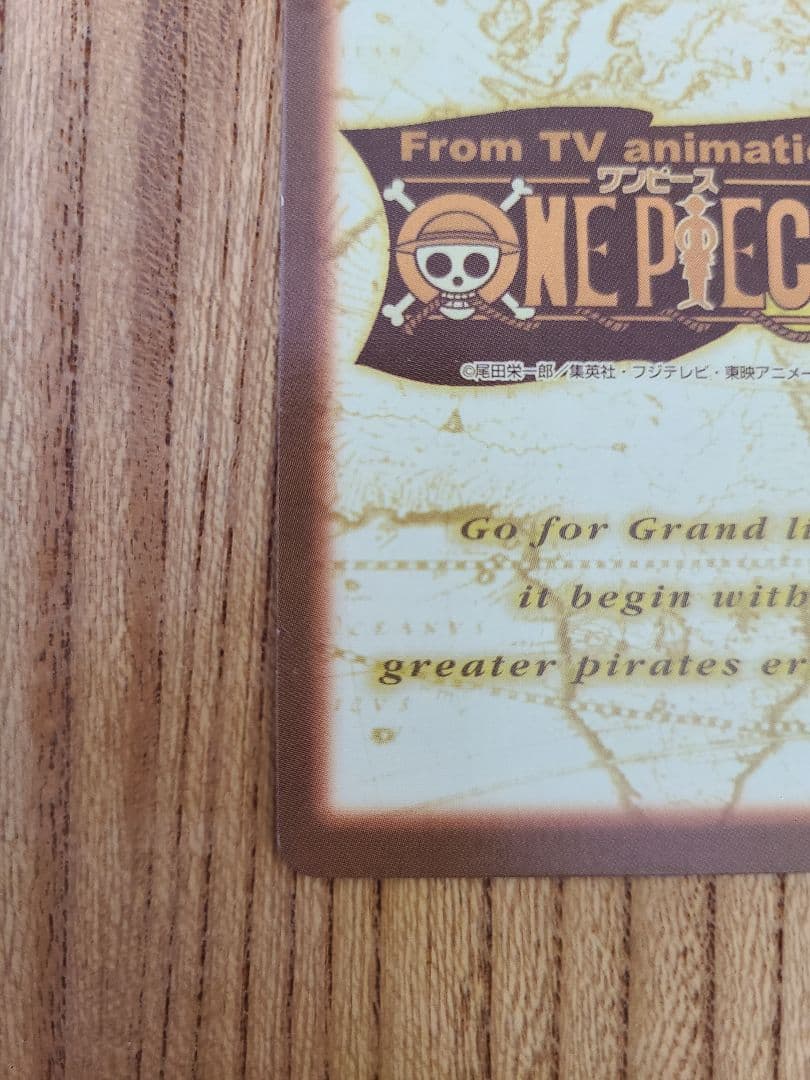 From TV animatio
ワンピース
ONE PIEC
©尾田栄一郎/集英社・フジテレビ・東映アニメー
Go for Grand li
it begin with
greater pirates er